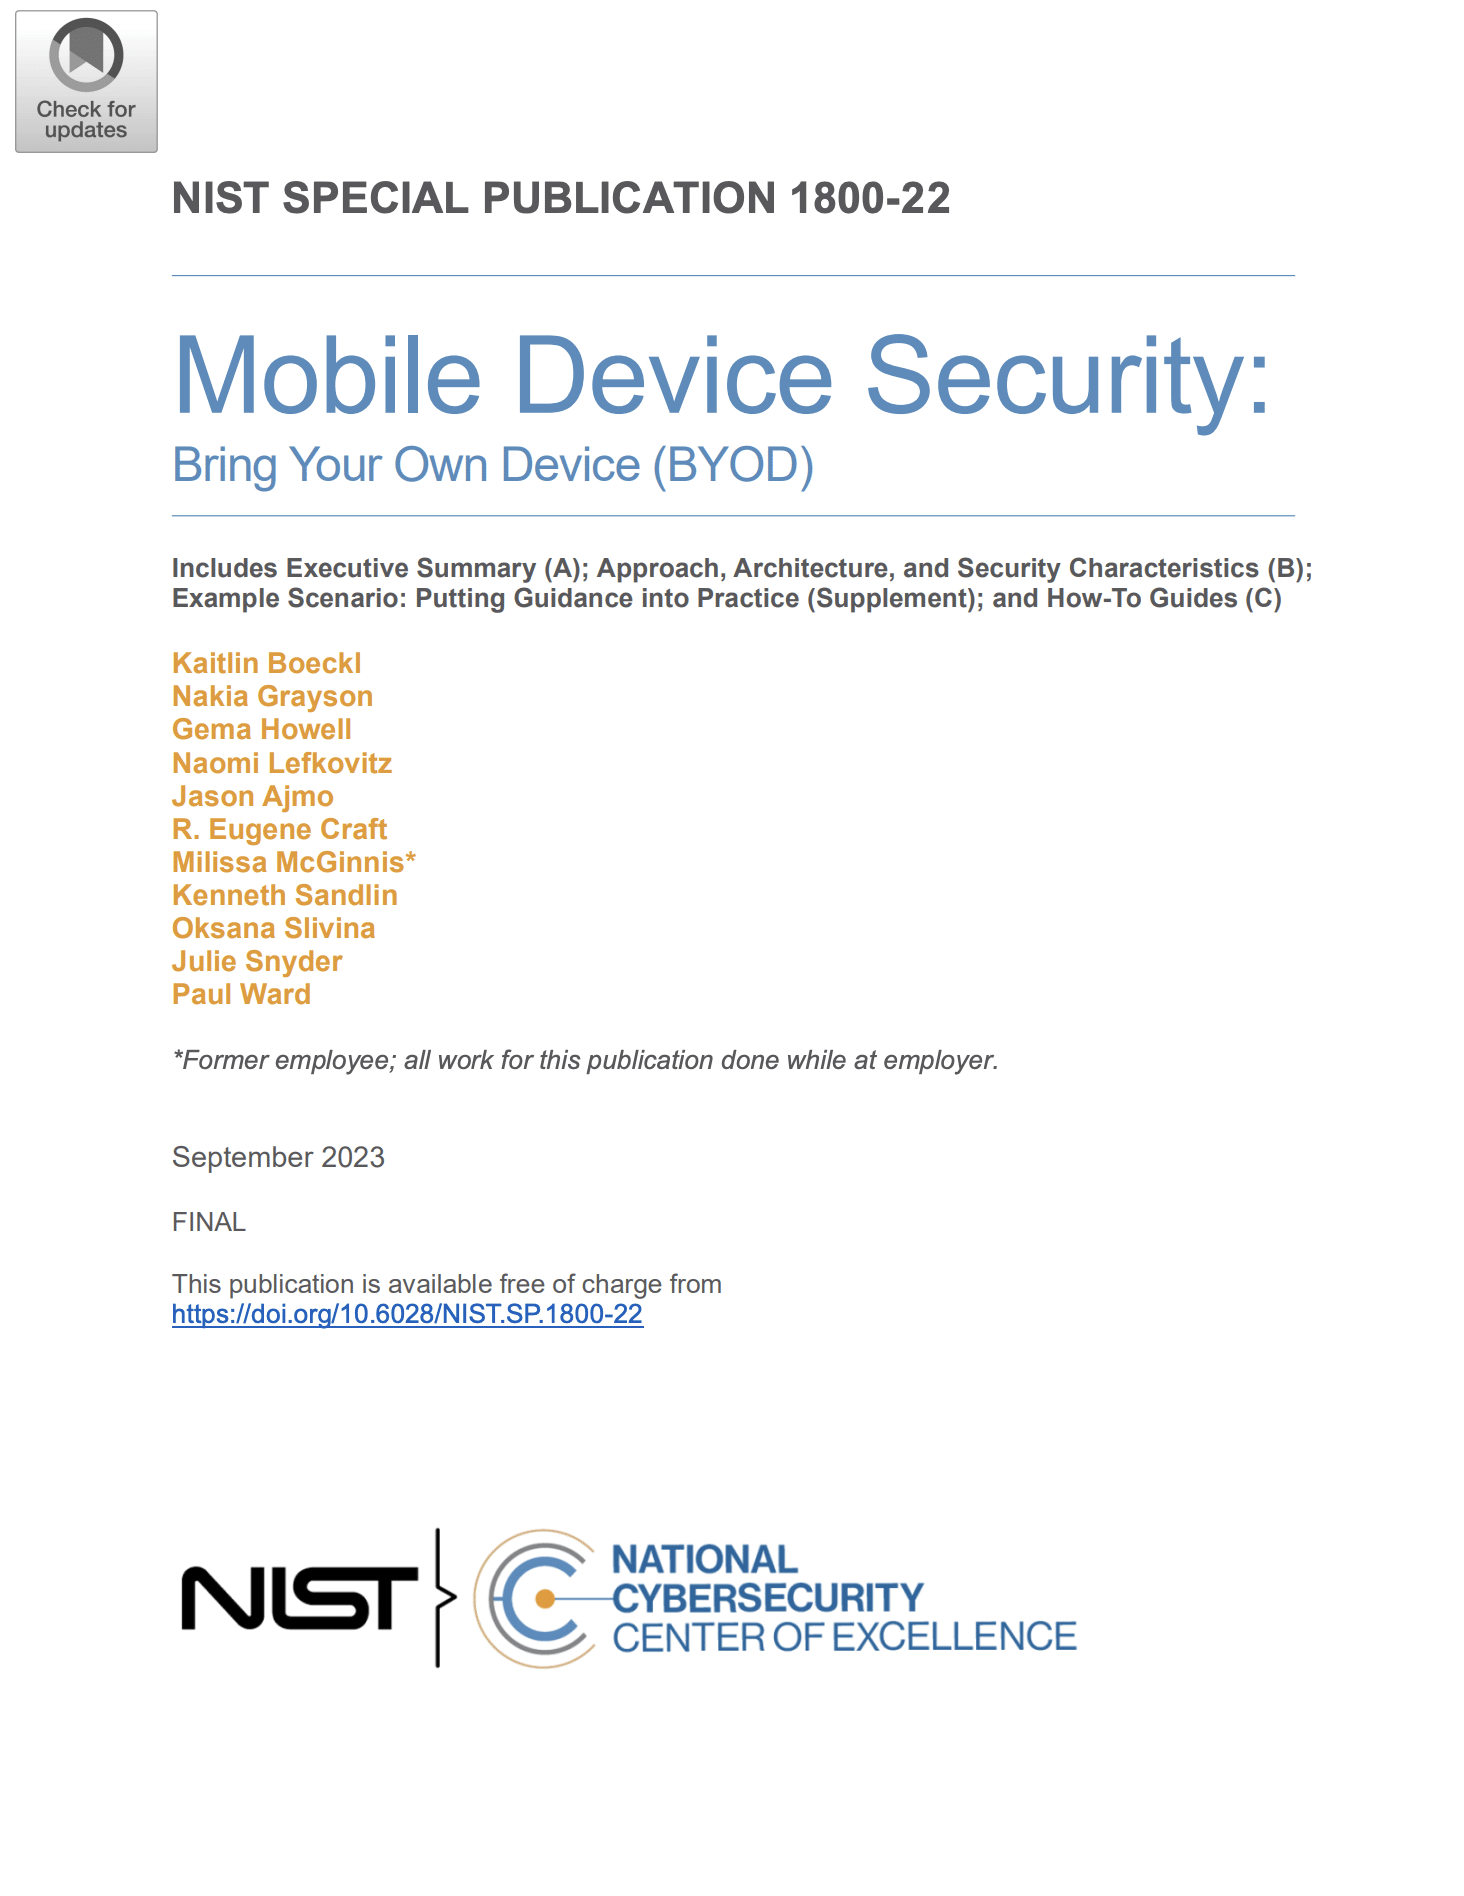 Check for
updates
NIST SPECIAL PUBLICATION 1800-22
Mobile Device Security:
Bring Your Own Device (BYOD)
Includes Executive Summary (A); Approach, Architecture, and Security Characteristics (B);
Example Scenario: Putting Guidance into Practice (Supplement); and How-To Guides (C)
Kaitlin Boeckl
Nakia Grayson
Gema Howell
Naomi Lefkovitz
Jason Ajmo
R. Eugene Craft
Milissa McGinnis*
Kenneth Sandlin
Oksana Slivina
Julie Snyder
Paul Ward
*Former employee; all work for this publication done while at employer.
September 2023
FINAL
This publication is available free of charge from
https://doi.org/10.6028/NIST.SP.1800-22
NIST
NATIONAL
CYBERSECURITY
CENTER OF EXCELLENCE